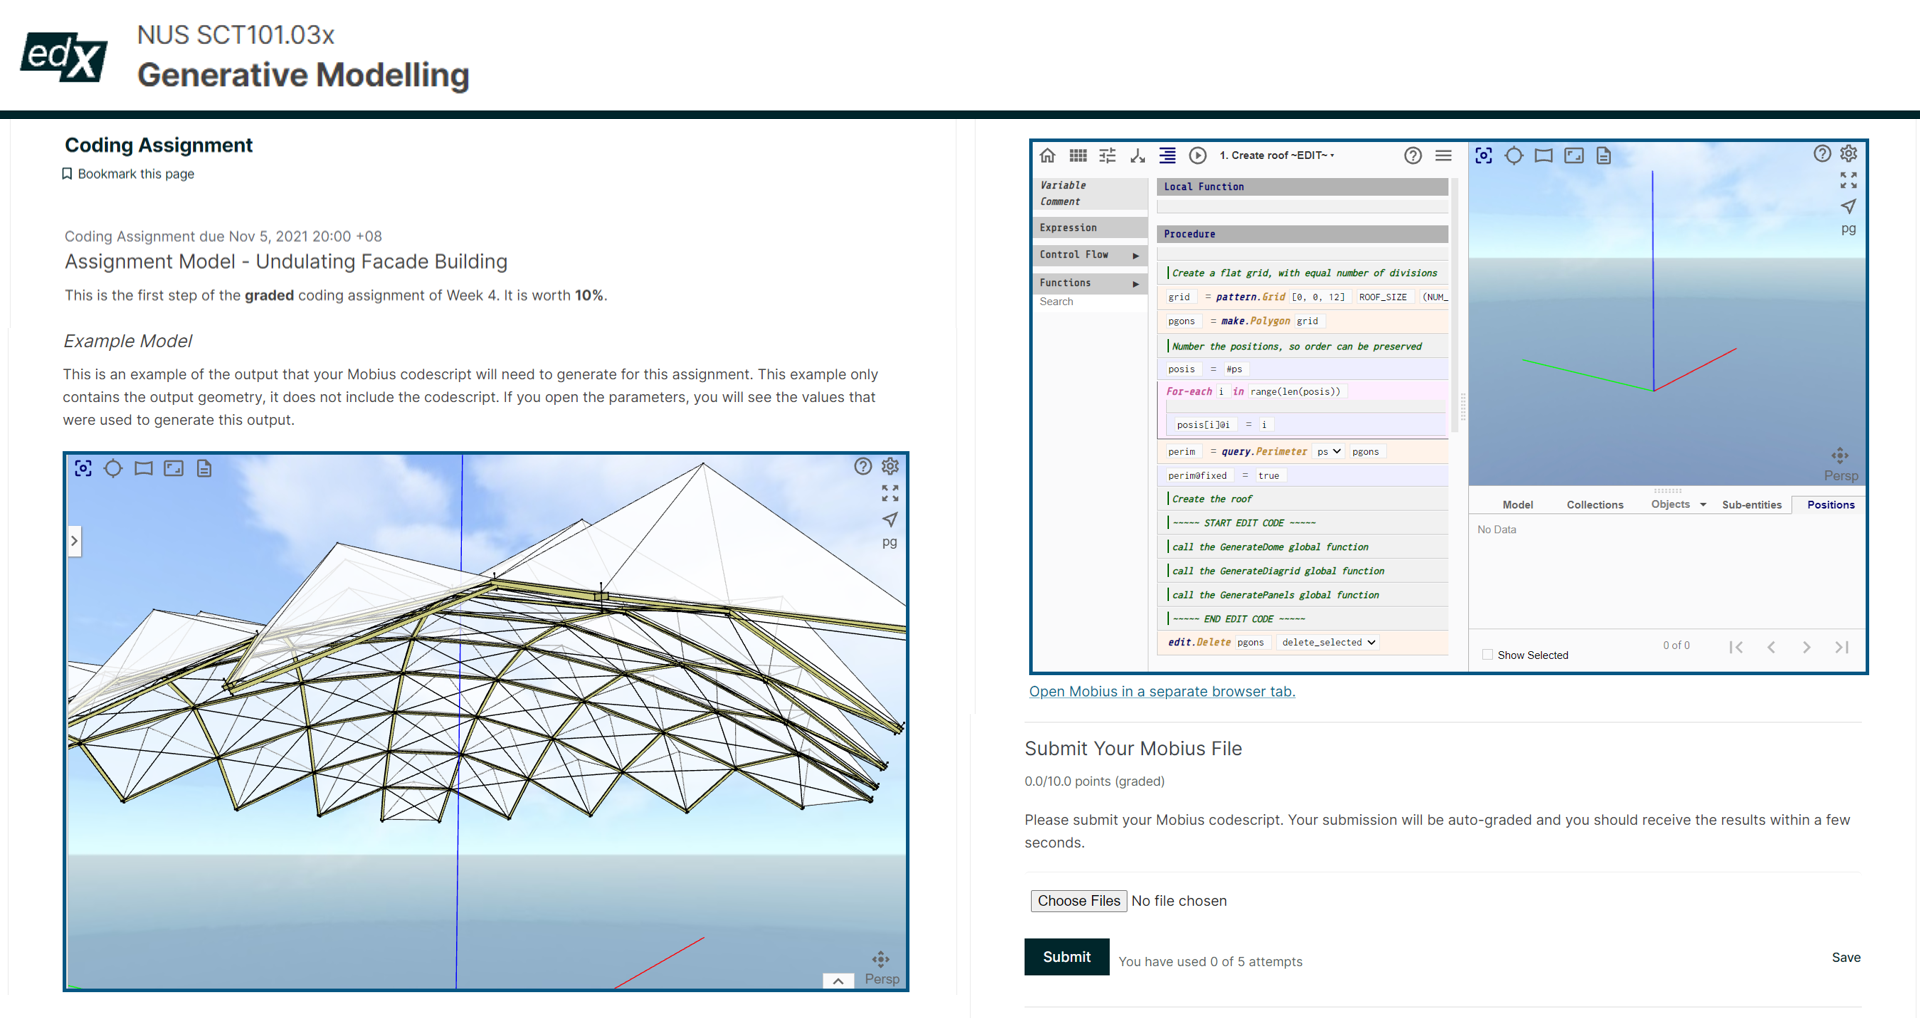 edX
NUS SCT101.03x
Generative Modelling
Coding Assignment
Bookmark this page
Coding Assignment due Nov 5, 2021 20:00 +08
Assignment Model - Undulating Facade Building
This is the first step of the graded coding assignment of Week 4. It is worth 10%.
Example Model
This is an example of the output that your Mobius codescript will need to generate for this assignment. This example only
contains the output geometry, it does not include the codescript. If you open the parameters, you will see the values that
were used to generate this output.
pg
Persp
1. Create roof ~EDIT~
Variable
Comment
Expression
Control Flow
Functions
Search
Local Function
Procedure
Create a flat grid, with equal number of divisions
grid = pattern.Grid [0, 0, 12] ROOF_SIZE (NUM_
pgons = make.Polygon grid
Number the positions, so order can be preserved
posis = #ps
For-each i in range(len(posis))
posis[i]@i = i
perim = query.Perimeter ps pgons
perim@fixed = true
Create the roof
----- START EDIT CODE -----
call the GenerateDome global function
call the GenerateDiagrid global function
call the GeneratePanels global function
----- END EDIT CODE -----
edit.Delete pgons delete_selected
pg
Persp
Model Collections Objects Sub-entities Positions
No Data
Show Selected
0 of 0
Open Mobius in a separate browser tab.
Submit Your Mobius File
0.0/10.0 points (graded)
Please submit your Mobius codescript. Your submission will be auto-graded and you should receive the results within a few
seconds.
Choose Files No file chosen
Submit You have used 0 of 5 attempts Save